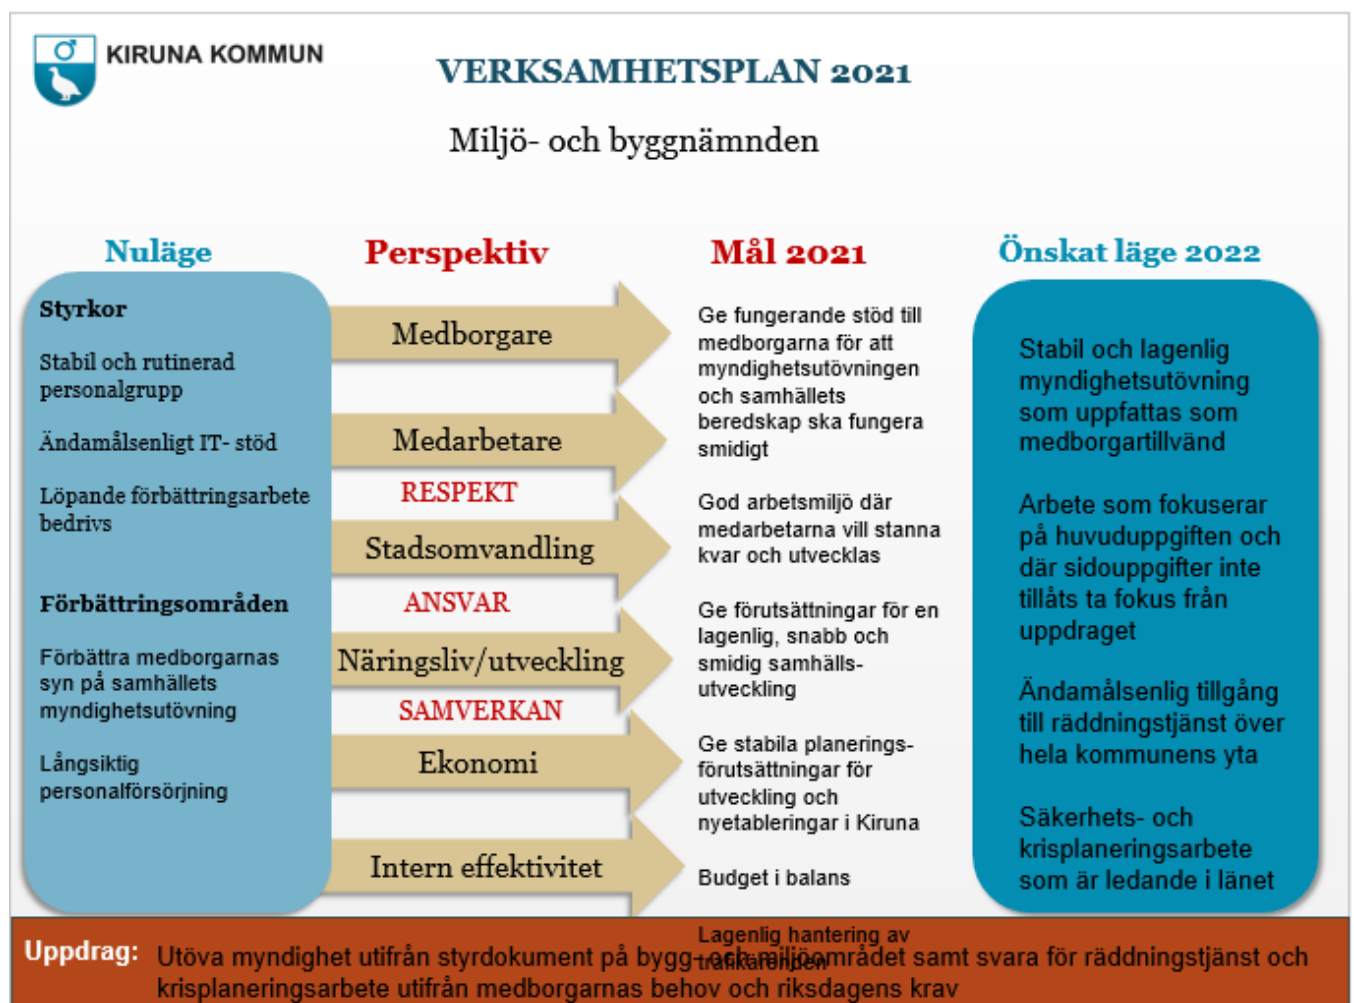 KIRUNA KOMMUN
VERKSAMHETSPLAN 2021
Miljö- och byggnämnden
Nuläge
Styrkor
Stabil och rutinerad
personalgrupp
Ändamålsenligt IT- stöd
Löpande förbättringsarbete
bedrivs
Förbättringsområden
Förbättra medborgarnas
syn på samhällets
myndighetsutövning
Långsiktig
personalförsörjning
Perspektiv
Medborgare
Medarbetare
RESPEKT
Stadsomvandling
ANSVAR
Näringsliv/utveckling
SAMVERKAN
Ekonomi
Intern effektivitet
Mål 2021
Ge fungerande stöd till
medborgarna för att
myndighetsutövningen
och samhällets
beredskap ska fungera
smidigt
God arbetsmiljö där
medarbetarna vill stanna
kvar och utvecklas
Ge förutsättningar för en
lagenlig, snabb och
smidig samhälls-
utveckling
Ge stabila planerings-
förutsättningar för
utveckling och
nyetableringar i Kiruna
Budget i balans
Lagenlig hantering av
trafikärenden
Önskat läge 2022
Stabil och lagenlig
myndighetsutövning
som uppfattas som
medborgartillvänd
Arbete som fokuserar
på huvuduppgiften och
där sidouppgifter inte
tillåts ta fokus från
uppdraget
Ändamålsenlig tillgång
till räddningstjänst över
hela kommunens yta
Säkerhets- och
krisplaneringsarbete
som är ledande i länet
Uppdrag: Utöva myndighet utifrån styrdokument på bygg- och miljöområdet samt svara för räddningstjänst och
krisplaneringsarbete utifrån medborgarnas behov och riksdagens krav